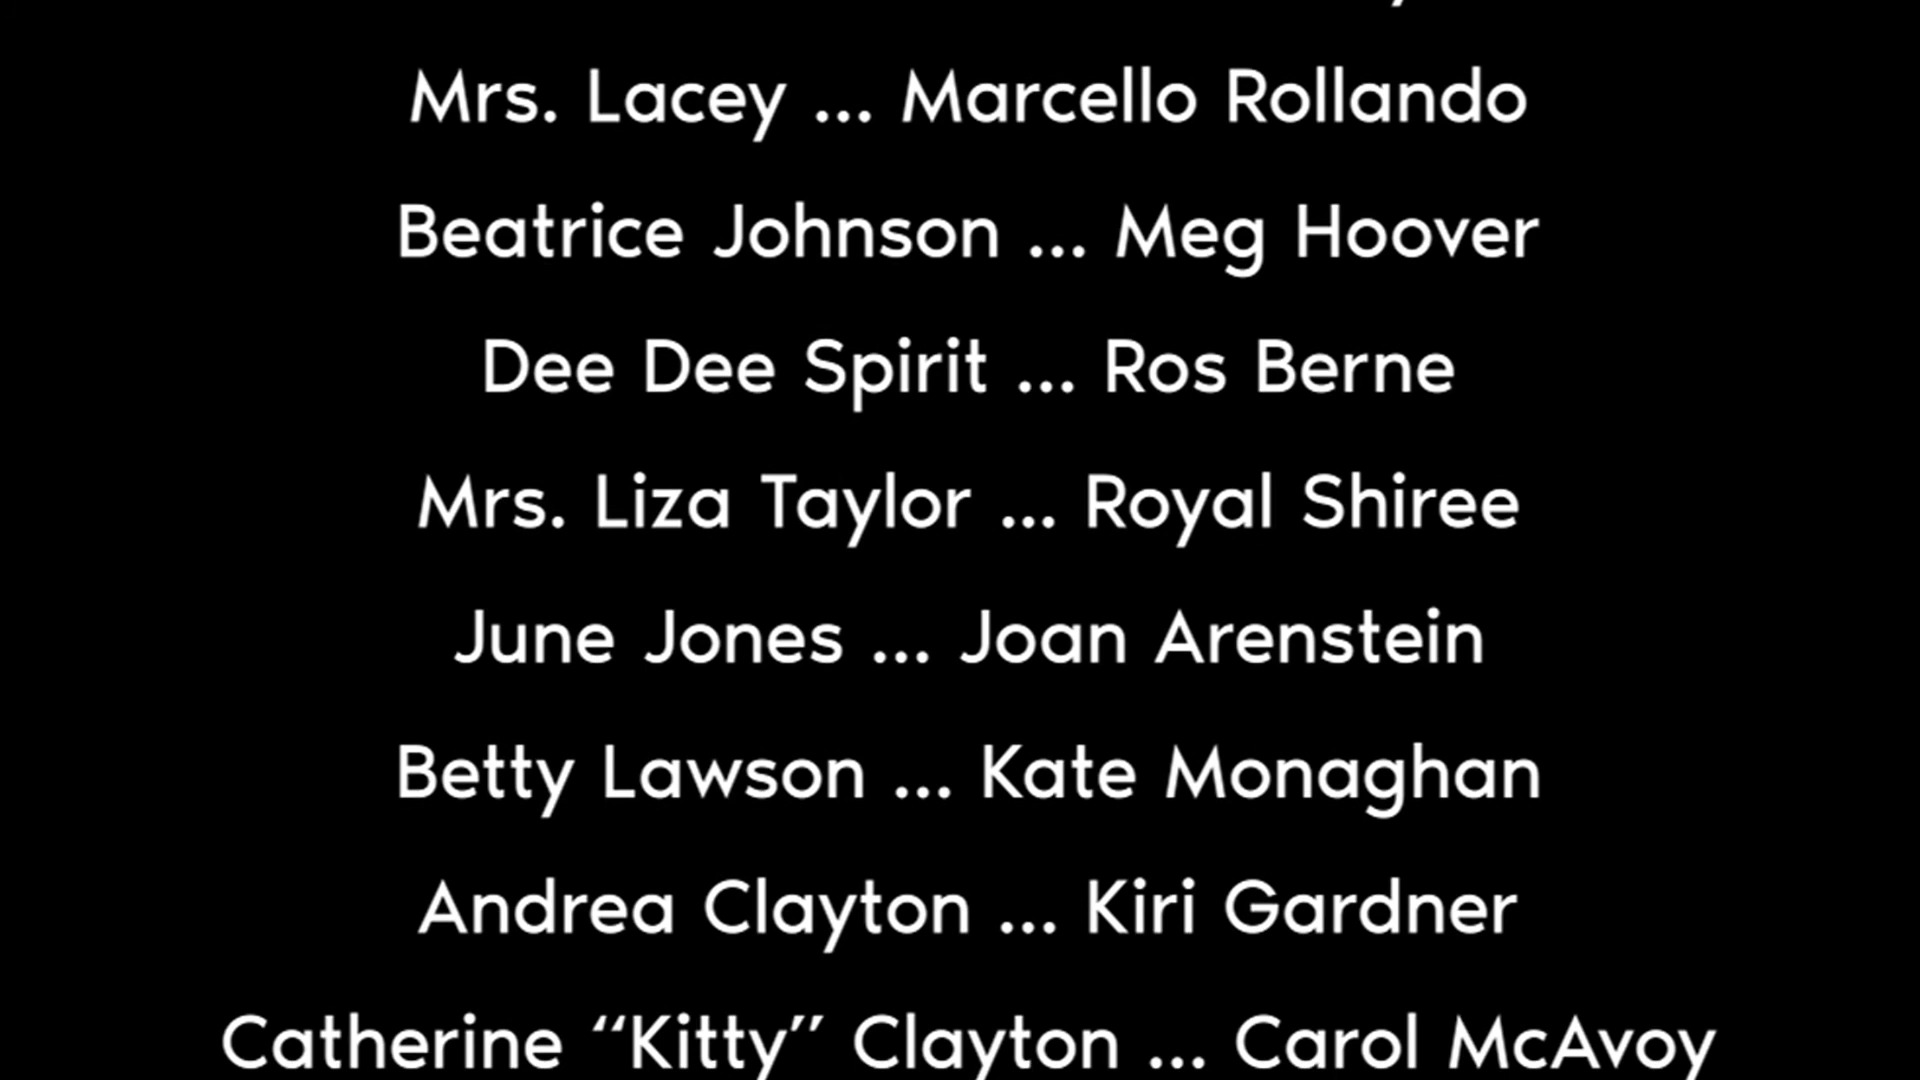 Mrs. Lacey ... Marcello Rollando
Beatrice Johnson ... Meg Hoover
Dee Dee Spirit ... Ros Berne
Mrs. Liza Taylor ... Royal Shiree
June Jones ... Joan Arenstein
Betty Lawson ... Kate Monaghan
Andrea Clayton ... Kiri Gardner
Catherine “Kitty” Clayton ... Carol McAvoy